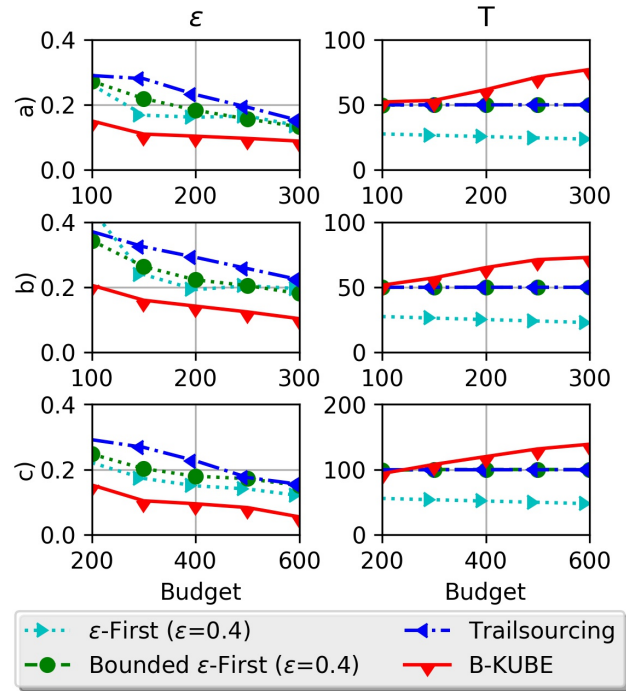 ε T
0.4 100
a) 0.2 50
0.0 0
100 200 300 100 200 300
0.4 100
b) 0.2 50
0.0 0
100 200 300 100 200 300
0.4 200
c) 0.2 100
0.0 0
200 400 600 200 400 600
Budget Budget
ε-First (ε=0.4) Trailsourcing
Bounded ε-First (ε=0.4) B-KUBE